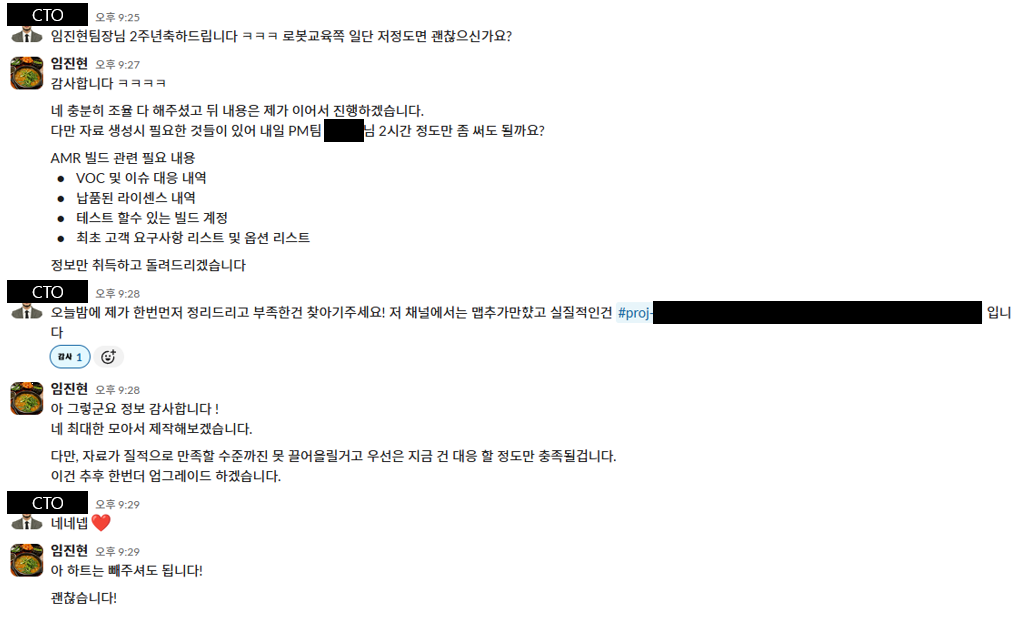 CTO 오후 9:25
임진현팀장님 2주년축하드립니다 ㅋㅋㅋ 로봇교육쪽 일단 저정도면 괜찮으신가요?
임진현 오후 9:27
감사합니다 ㅋㅋㅋㅋ
네 충분히 조율 다 해주셨고 뒤 내용은 제가 이어서 진행하겠습니다.
다만 자료 생성시 필요한 것들이 있어 내일 PM팀 님 2시간 정도만 좀 써도 될까요?
AMR 빌드 관련 필요 내용
● VOC 및 이슈 대응 내역
● 납품된 라이센스 내역
● 테스트 할수 있는 빌드 계정
● 최초 고객 요구사항 리스트 및 옵션 리스트
정보만 취득하고 돌려드리겠습니다
CTO 오후 9:28
오늘밤에 제가 한번먼저 정리드리고 부족한건 찾아기주세요! 저 채널에서는 맵추가만햤고 실질적인건 #proj- 입니
다
감사 1
임진현 오후 9:28
아 그렇군요 정보 감사합니다 !
네 최대한 모아서 제작해보겠습니다.
다만, 자료가 질적으로 만족할 수준까진 못 끌어올릴거고 우선은 지금 건 대응 할 정도만 충족될겁니다.
이건 추후 한번더 업그레이드 하겠습니다.
CTO 오후 9:29
네네넵❤️
임진현 오후 9:29
아 하트는 빼주셔도 됩니다!
괜찮습니다!